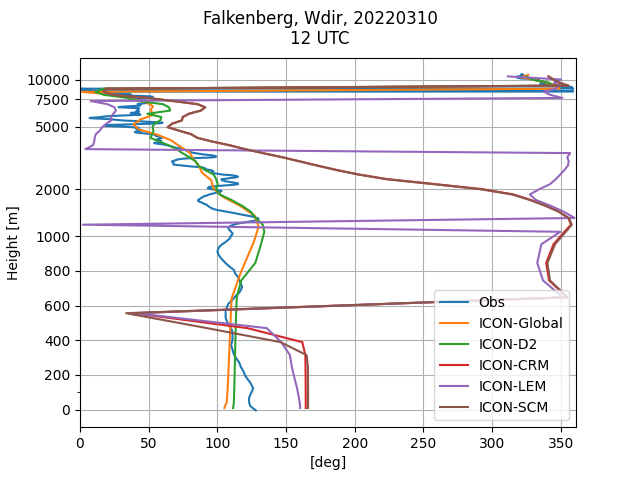 Falkenberg, Wdir, 20220310
12 UTC
Height [m]
10000
7500
5000
2000
1000
800
600
400
200
0
Obs
ICON-Global
ICON-D2
ICON-CRM
ICON-LEM
ICON-SCM
0 50 100 150 200 250 300 350
[deg]